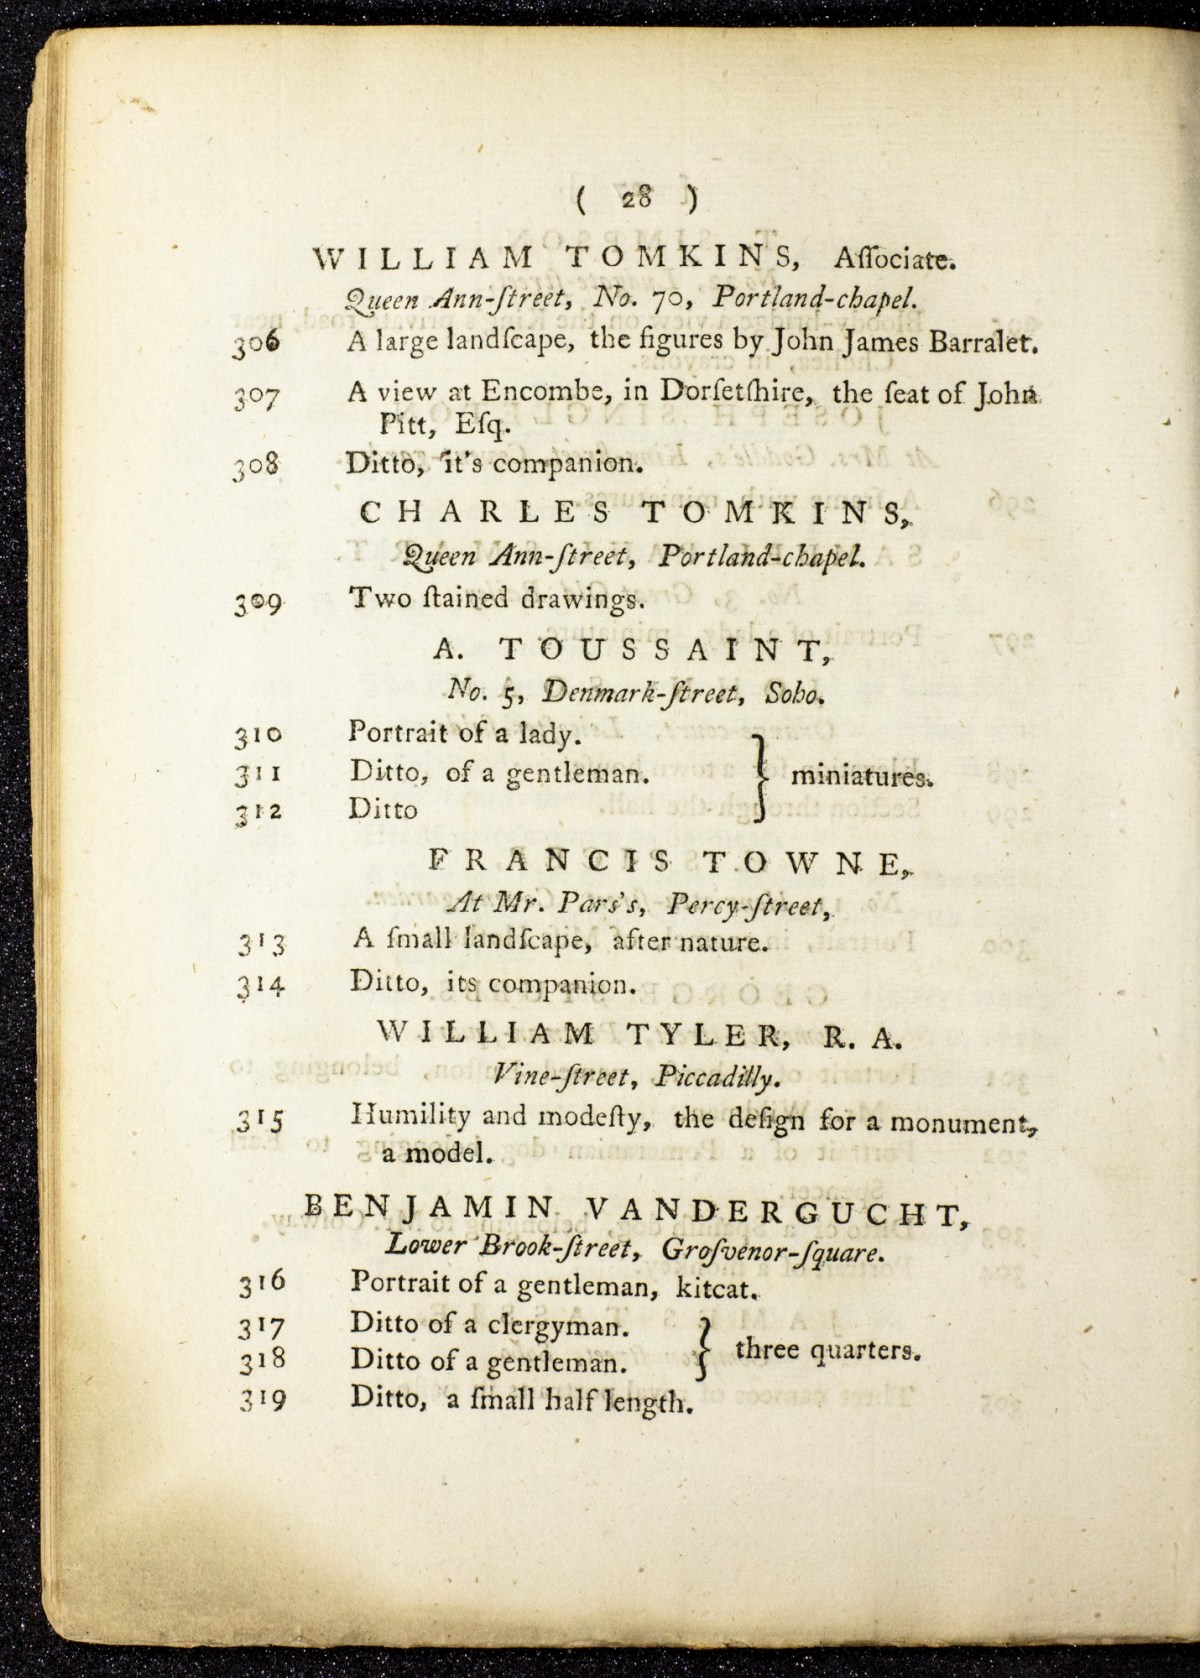 ( 28 )
WILLIAM TOMKINS, Aſſociate.
Queen Ann-ſtreet, No. 70, Portland-chapel.
306 A large landſcape, the figures by John James Barralet.
307 A view at Encombe, in Dorſetſhire, the ſeat of John
Pitt, Eſq.
308 Ditto, it's companion.
CHARLES TOMKINS,
Queen Ann-ſtreet, Portland-chapel.
309 Two ſtained drawings.
A. TOUSSAINT,
No. 5, Denmark-ſtreet, Soho.
310 Portrait of a lady.
311 Ditto, of a gentleman. } miniatures.
312 Ditto
FRANCIS TOWNE,
At Mr. Pars's, Percy-ſtreet,
313 A ſmall landſcape, after nature.
314 Ditto, its companion.
WILLIAM TYLER, R. A.
Vine-ſtreet, Piccadilly.
315 Humility and modeſty, the deſign for a monument,
a model.
BENJAMIN VANDERGUCHT,
Lower Brook-ſtreet, Groſvenor-ſquare.
316 Portrait of a gentleman, kitcat.
317 Ditto of a clergyman. } three quarters.
318 Ditto of a gentleman.
319 Ditto, a ſmall half length.